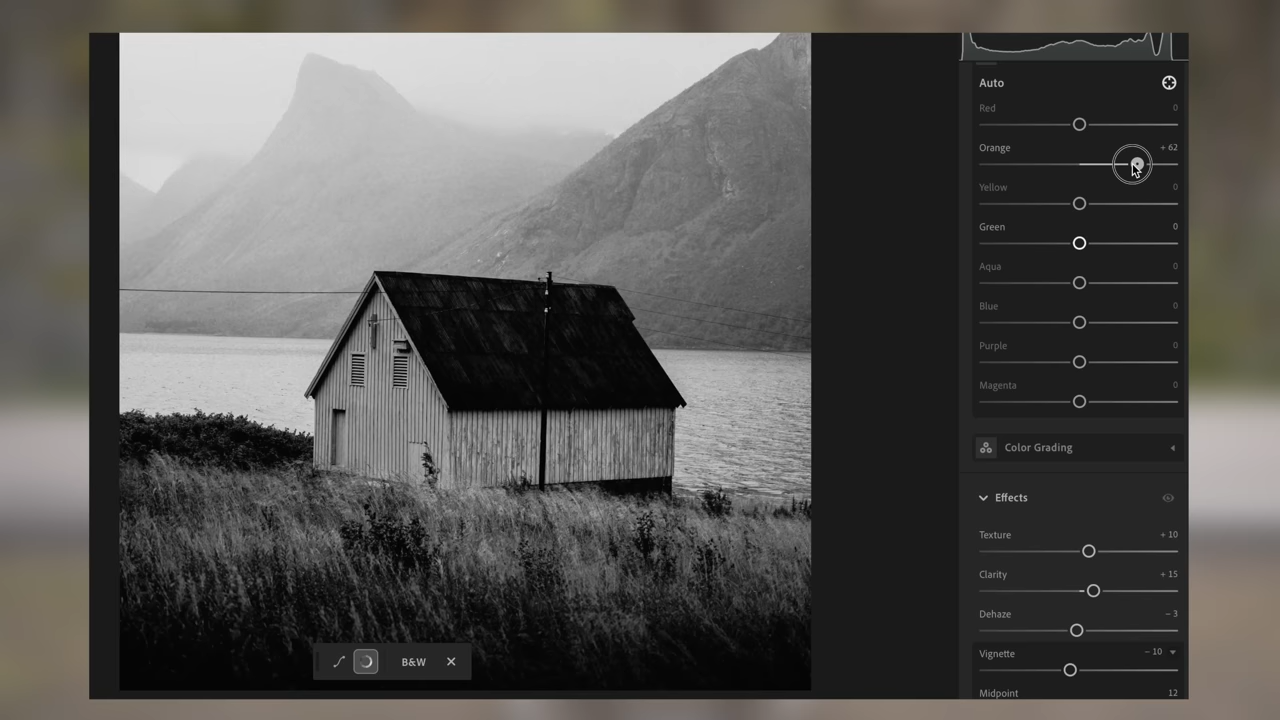 Auto
Red 0
Orange + 62
Yellow 0
Green 0
Aqua 0
Blue 0
Purple 0
Magenta 0
Color Grading
Effects
Texture + 10
Clarity + 15
Dehaze – 3
Vignette – 10
Midpoint 12
B&W